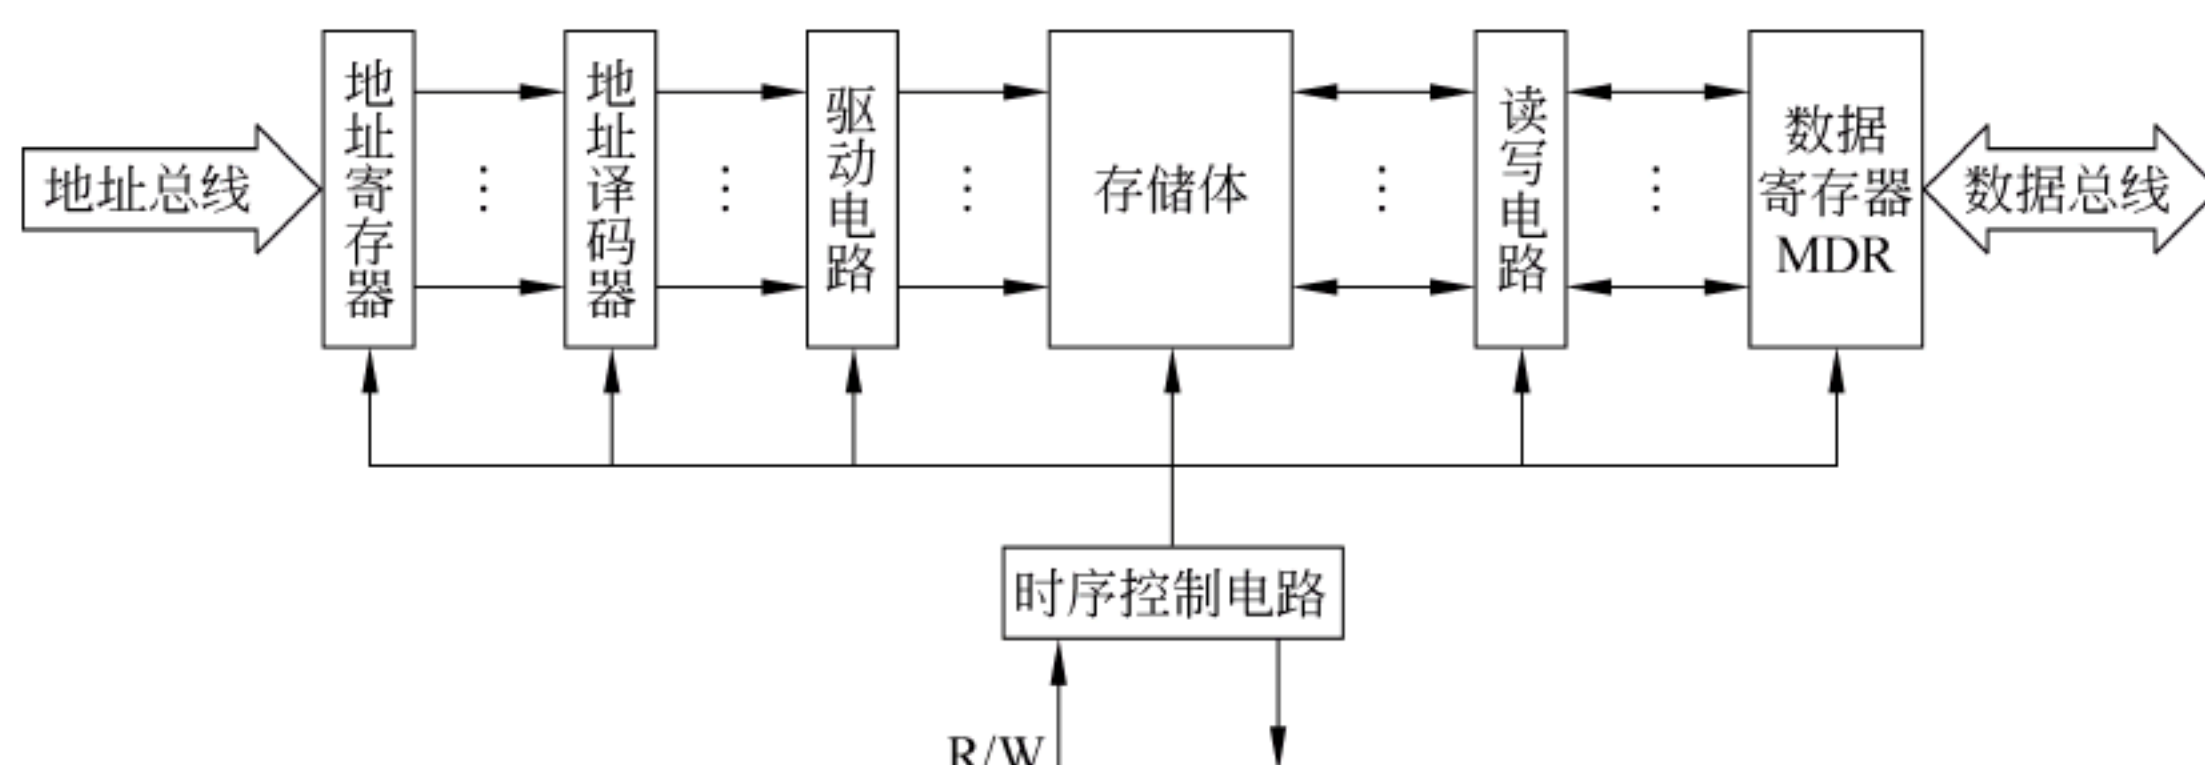 地址总线
地址寄存器
地址译码器
驱动电路
存储体
读写电路
数据
寄存器
MDR
数据总线
时序控制电路
R/W